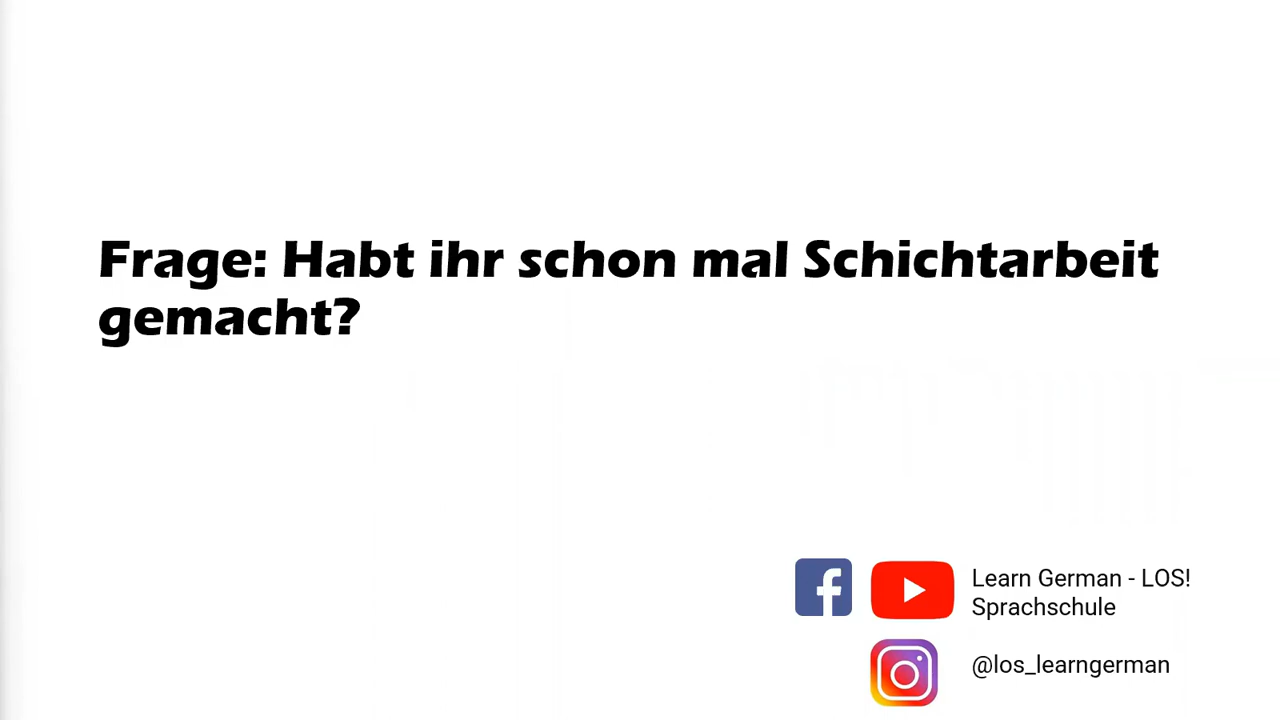 Frage: Habt ihr schon mal Schichtarbeit
gemacht?
Learn German - LOS!
Sprachschule
@los_learngerman